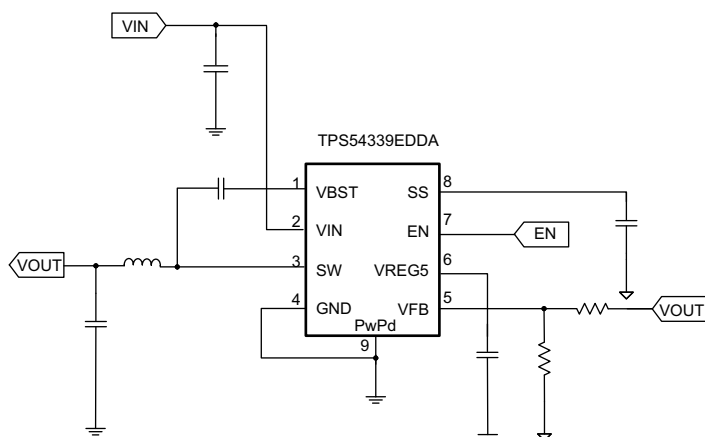 VIN
TPS54339EDDA
1 VBST SS 8
2 VIN EN 7 EN
VOUT 3 SW VREG5 6
4 GND VFB 5 VOUT
PwPd
9